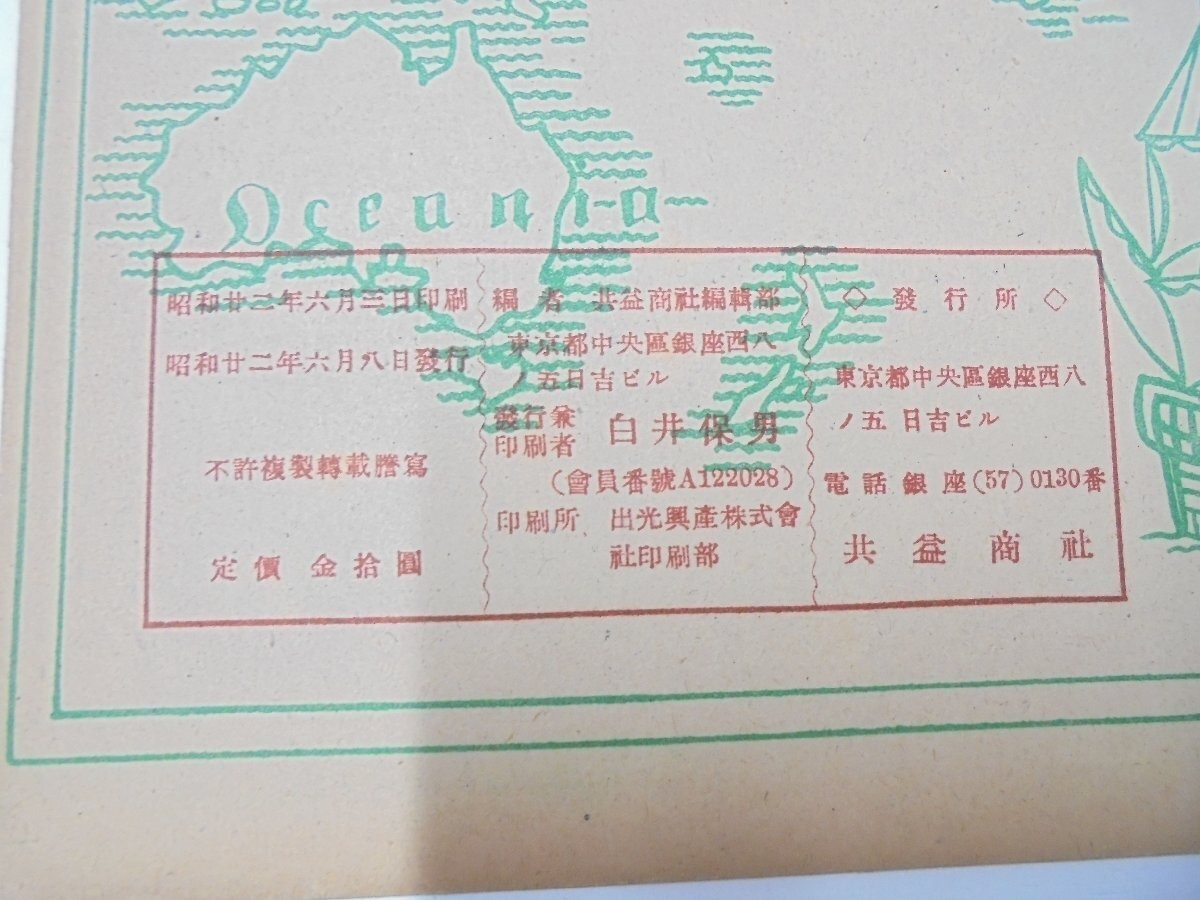 Oceania
昭和廿二年六月三日印刷
昭和廿二年六月八日發行
不許複製轉載謄寫
定價 金拾圓
編者 共益商社編輯部
東京都中央區銀座西八
ノ五日吉ビル
發行兼
印刷者 白井保男
(會員番號A122028)
印刷所 出光興產株式會
社印刷部
◇ 發行所 ◇
東京都中央區銀座西八
ノ五 日吉ビル
電話銀座(57)0130番
共益商社